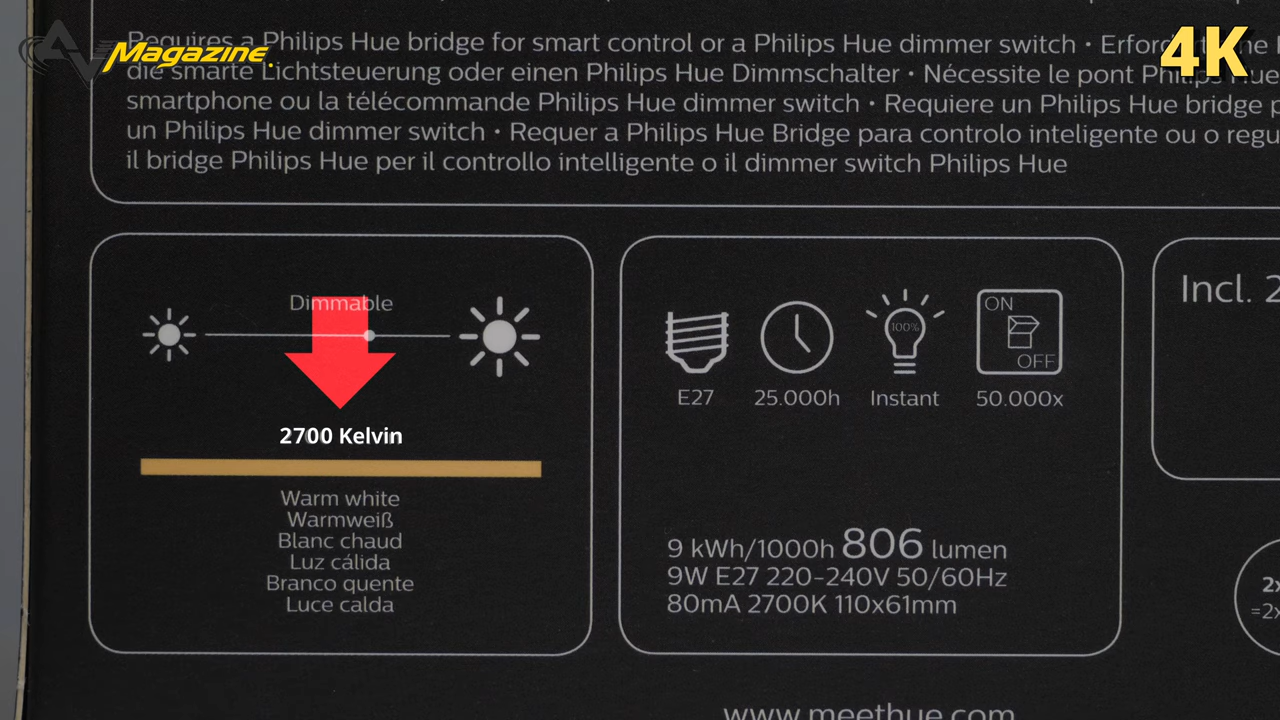 AV Magazine.
4K
Requires a Philips Hue bridge for smart control or a Philips Hue dimmer switch •
die smarte Lichtsteuerung oder einen Philips Hue Dimmschalter • Nécessite le pont
smartphone ou la télécommande Philips Hue dimmer switch • Requiere un Philips Hue bridge
un Philips Hue dimmer switch • Requer a Philips Hue Bridge para controlo inteligente ou o
il bridge Philips Hue per il controllo intelligente o il dimmer switch Philips Hue
Dimmable
2700 Kelvin
Warm white
Warmweiß
Blanc chaud
Luz cálida
Branco quente
Luce calda
100%
ON
OFF
E27 25.000h Instant 50.000x
9 kWh/1000h 806 lumen
9W E27 220-240V 50/60Hz
80mA 2700K 110x61mm
Incl. 2
2x
=2x
www.meethue.com